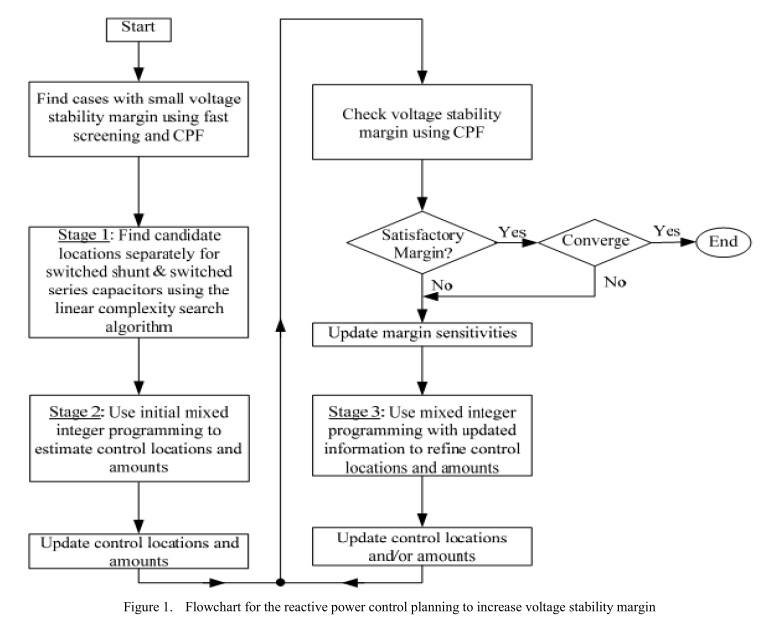 Start
Find cases with small voltage
stability margin using fast
screening and CPF
Stage 1: Find candidate
locations separately for
switched shunt & switched
series capacitors using the
linear complexity search
algorithm
Stage 2: Use initial mixed
integer programming to
estimate control locations and
amounts
Update control locations and
amounts
Check voltage stability
margin using CPF
Satisfactory
Margin?
Yes
Converge
Yes
End
No
No
Update margin sensitivities
Stage 3: Use mixed integer
programming with updated
information to refine control
locations and amounts
Update control locations
and/or amounts
Figure 1. Flowchart for the reactive power control planning to increase voltage stability margin